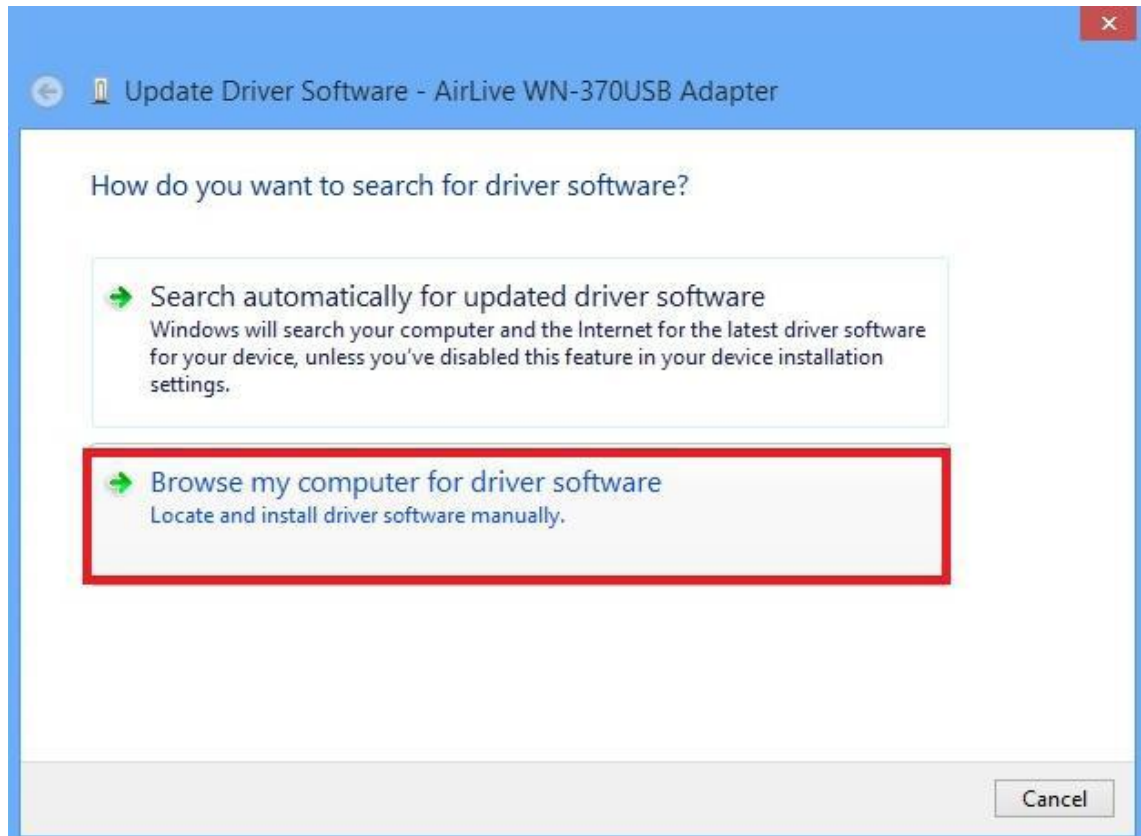 Update Driver Software - AirLive WN-370USB Adapter
How do you want to search for driver software?
Search automatically for updated driver software
Windows will search your computer and the Internet for the latest driver software
for your device, unless you've disabled this feature in your device installation
settings.
Browse my computer for driver software
Locate and install driver software manually.
Cancel